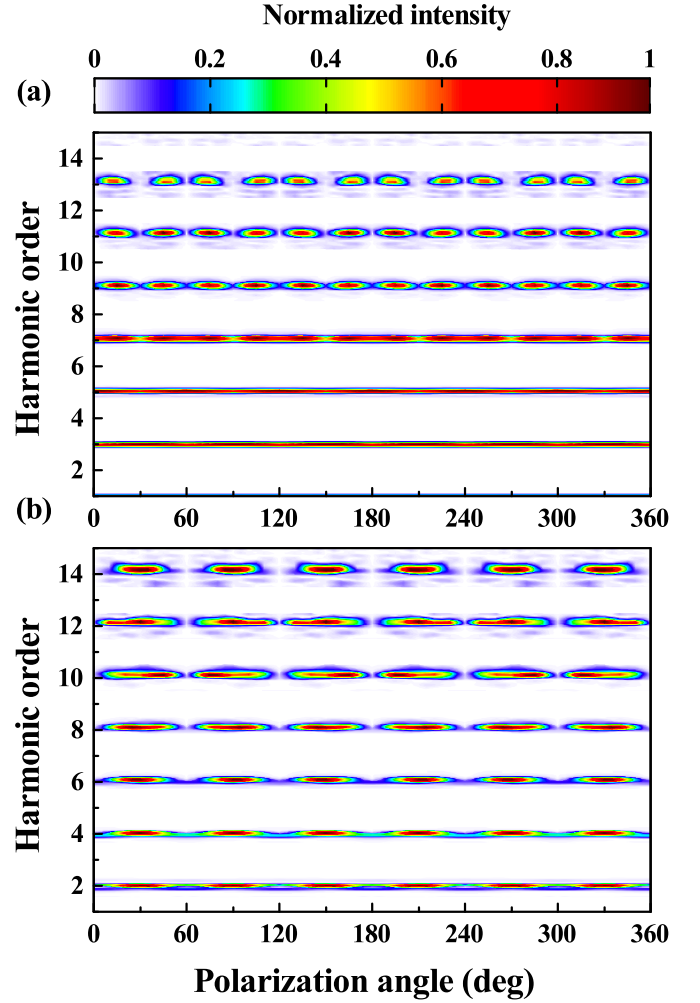 Normalized intensity
0 0.2 0.4 0.6 0.8 1
(a)
14
12
10
8
6
4
2
Harmonic order
0 60 120 180 240 300 360
(b)
14
12
10
8
6
4
2
Harmonic order
0 60 120 180 240 300 360
Polarization angle (deg)